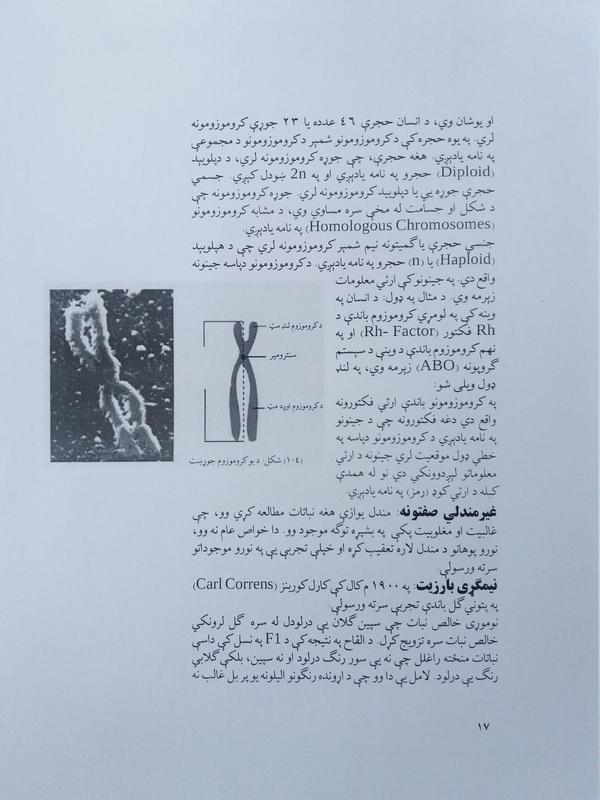 او یوشان وي، د انسان حجرې ٤٦ عدده یا ٢٣ جوړې کروموزومونه
لري. په یوه حجره کې د کروموزومونو شمېر د کروموزومونو د مجموعې
په نامه یادېږي. هغه حجرې، چې جوړه کروموزومونه لري، د دپلویید
(Diploid) حجرو په نامه یادېږي او په 2n ښودل کېږي. جسمي
حجرې جوړه یي یا دپلویید کروموزومونه لري. جوړه کروموزومونه چې
د شکل او جسامت له مخې سره مساوي وي، د مشابه کروموزومونو
(Homologous Chromosomes) په نامه یادېږي.
جنسي حجرې یا ګمیټونه نیم شمېر کروموزومونه لري چې د هپلویید
(Haploid) یا (n) حجرو په نامه یادېږي. د کروموزومونو دپاسه جینونه
واقع دي. په جینونو کې ارثي معلومات
زېرمه وي. د مثال په ډول: د انسان په
وینه کې په لومړي کروموزوم باندې د
Rh فکتور (Rh- Factor) او په
نهم کروموزوم باندې د وینې د سیستم
ګروپونه (ABO) زېرمه وي، په لنډ
ډول ویلی شو:
په کروموزومونو باندې ارثي فکتورونه
واقع دي دغه فکتورونه چې د جینونو
په نامه یادېږي د کروموزومونو دپاسه په
خطي ډول موقعیت لري جینونه د ارثي
معلوماتو لېږدوونکي دي نو له همدې
کبله د ارثي کوډ (رمز) په نامه یادېږي.
د کروموزوم لنډ مټ
سنترومیر
د کروموزوم اوږد مټ
(١-٤) شکل: د یو کروموزوم جوړښت
غیرمندلي صفتونه: مندل یوازې هغه نباتات مطالعه کړي وو، چې
غالبیت او مغلوبیت پکې په بشپړه توګه موجود وو. دا خواص عام نه وو،
نورو پوهانو د مندل لاره تعقیب کړه او خپلې تجربې یې په نورو موجوداتو
سرته ورسولې.
نیمګړی بارزیت: په ١٩٠٠ م کال کې کارل کورینز (Carl Correns)
په پتوني ګل باندې تجربې سرته ورسولې.
نوموړی خالص نبات چې سپین ګلان یې درلودل له سره ګل لرونکي
خالص نبات سره تزویج کړل. د القاح په نتیجه کې د F1 په نسل کې داسې
نباتات منځته راغلل چې نه یې سور رنګ درلود او نه سپین، بلکې ګلابي
رنګ یې درلود. لامل یې دا وو چې د اړونده رنګونو الیلونه یو پر بل غالب نه
١٧